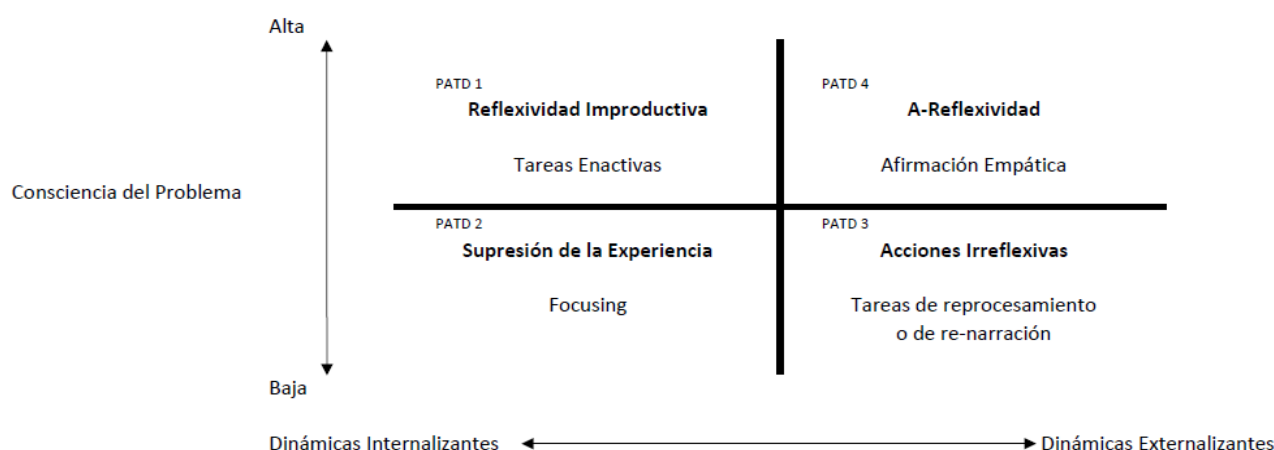 Alta
PATD 1
Reflexividad Improductiva
Tareas Enactivas
PATD 4
A-Reflexividad
Afirmación Empática
Consciencia del Problema
PATD 2
Supresión de la Experiencia
Focusing
PATD 3
Acciones Irreflexivas
Tareas de reprocesamiento
o de re-narración
Baja
Dinámicas Internalizantes
Dinámicas Externalizantes